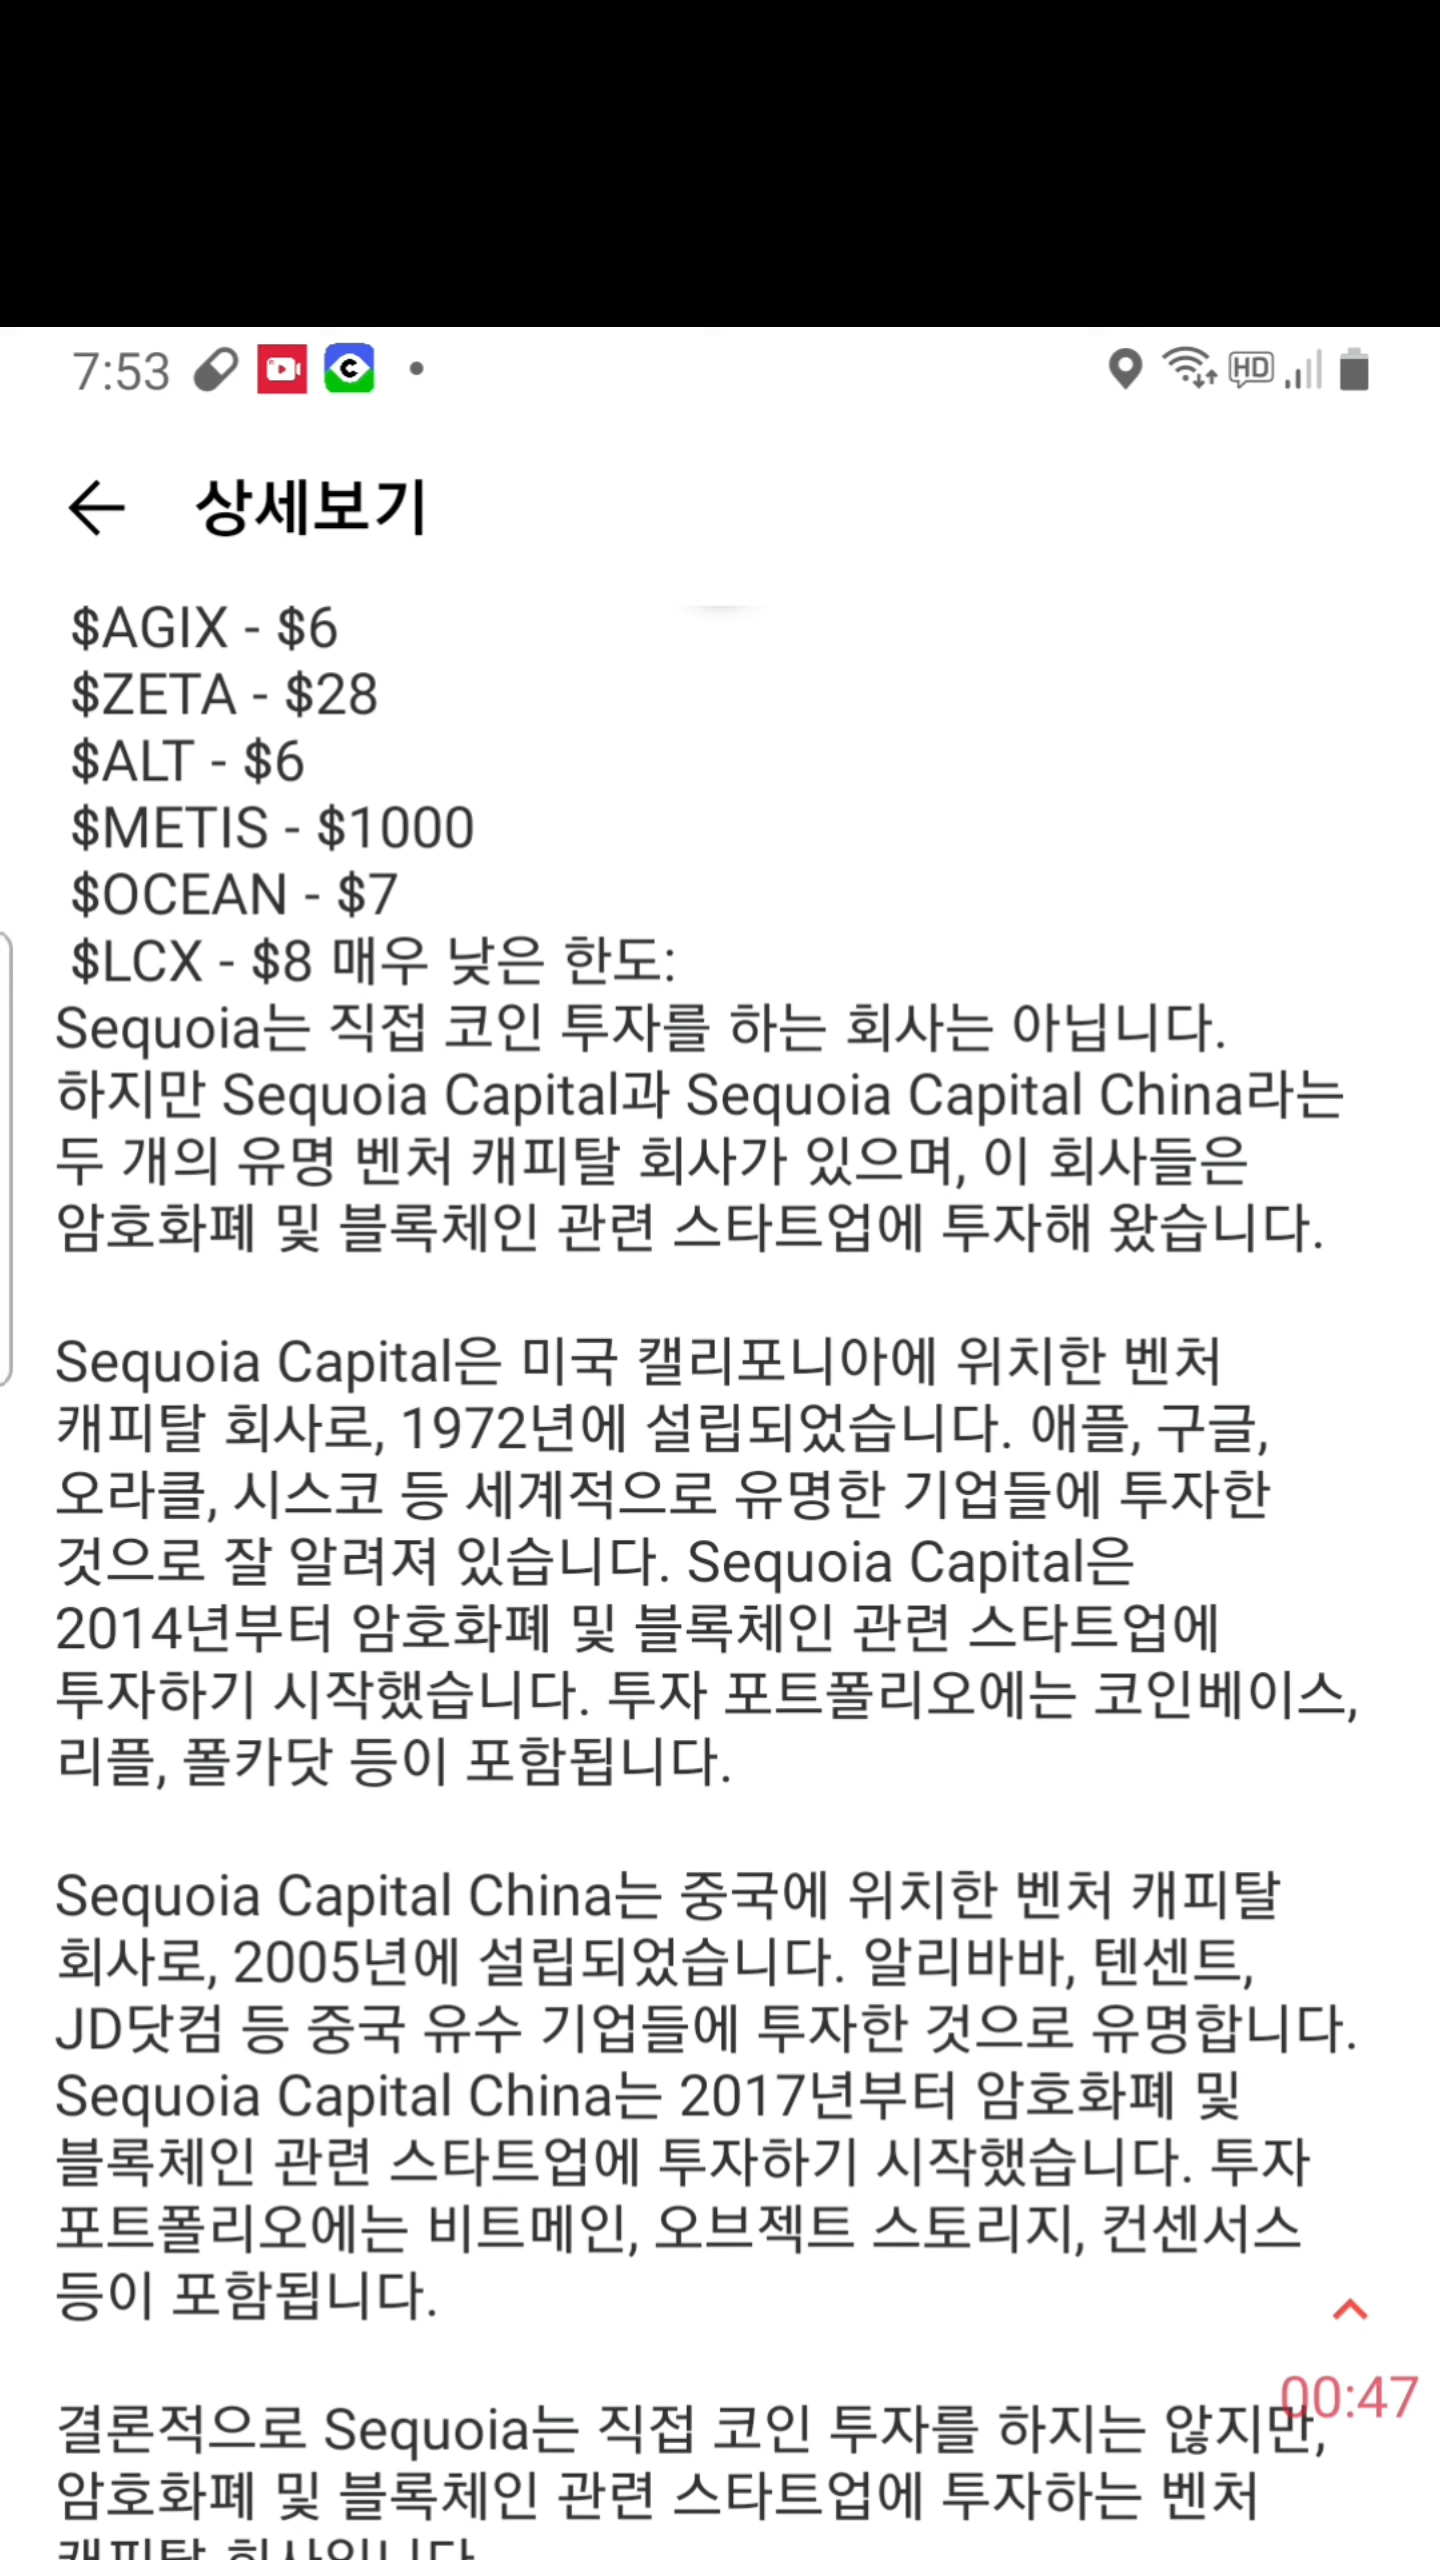 7:53
HD
상세보기
$AGIX - $6
$ZETA - $28
$ALT - $6
$METIS - $1000
$OCEAN - $7
$LCX - $8 매우 낮은 한도:
Sequoia는 직접 코인 투자를 하는 회사는 아닙니다.
하지만 Sequoia Capital과 Sequoia Capital China라는
두 개의 유명 벤처 캐피탈 회사가 있으며, 이 회사들은
암호화폐 및 블록체인 관련 스타트업에 투자해 왔습니다.
Sequoia Capital은 미국 캘리포니아에 위치한 벤처
캐피탈 회사로, 1972년에 설립되었습니다. 애플, 구글,
오라클, 시스코 등 세계적으로 유명한 기업들에 투자한
것으로 잘 알려져 있습니다. Sequoia Capital은
2014년부터 암호화폐 및 블록체인 관련 스타트업에
투자하기 시작했습니다. 투자 포트폴리오에는 코인베이스,
리플, 폴카닷 등이 포함됩니다.
Sequoia Capital China는 중국에 위치한 벤처 캐피탈
회사로, 2005년에 설립되었습니다. 알리바바, 텐센트,
JD닷컴 등 중국 유수 기업들에 투자한 것으로 유명합니다.
Sequoia Capital China는 2017년부터 암호화폐 및
블록체인 관련 스타트업에 투자하기 시작했습니다. 투자
포트폴리오에는 비트메인, 오브젝트 스토리지, 컨센서스
등이 포함됩니다.
00:47
결론적으로 Sequoia는 직접 코인 투자를 하지는 않지만,
암호화폐 및 블록체인 관련 스타트업에 투자하는 벤처
캐피탈 회사입니다